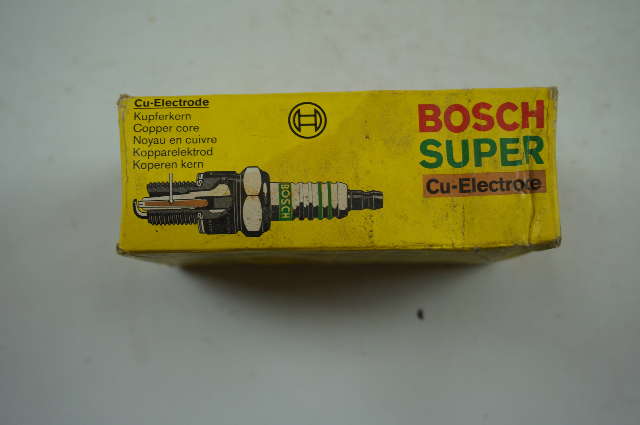 Cu-Electrode
Kupferkern
Copper core
Noyau en cuivre
Kopparelektrod
Koperen kern
BOSCH
BOSCH
SUPER
Cu-Electrode